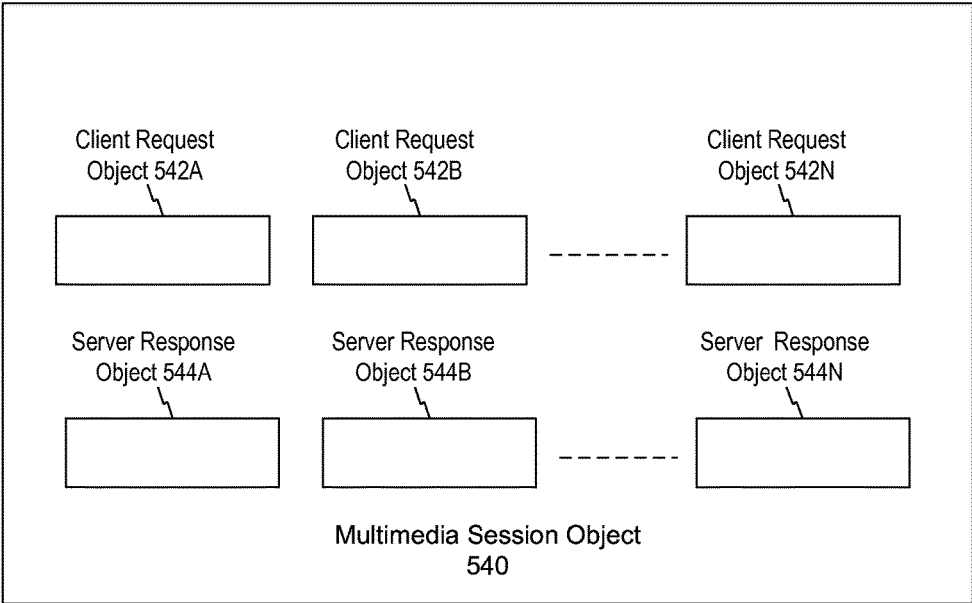 Client Request
Object 542A
Client Request
Object 542B
Client Request
Object 542N
Server Response
Object 544A
Server Response
Object 544B
Server Response
Object 544N
Multimedia Session Object
540